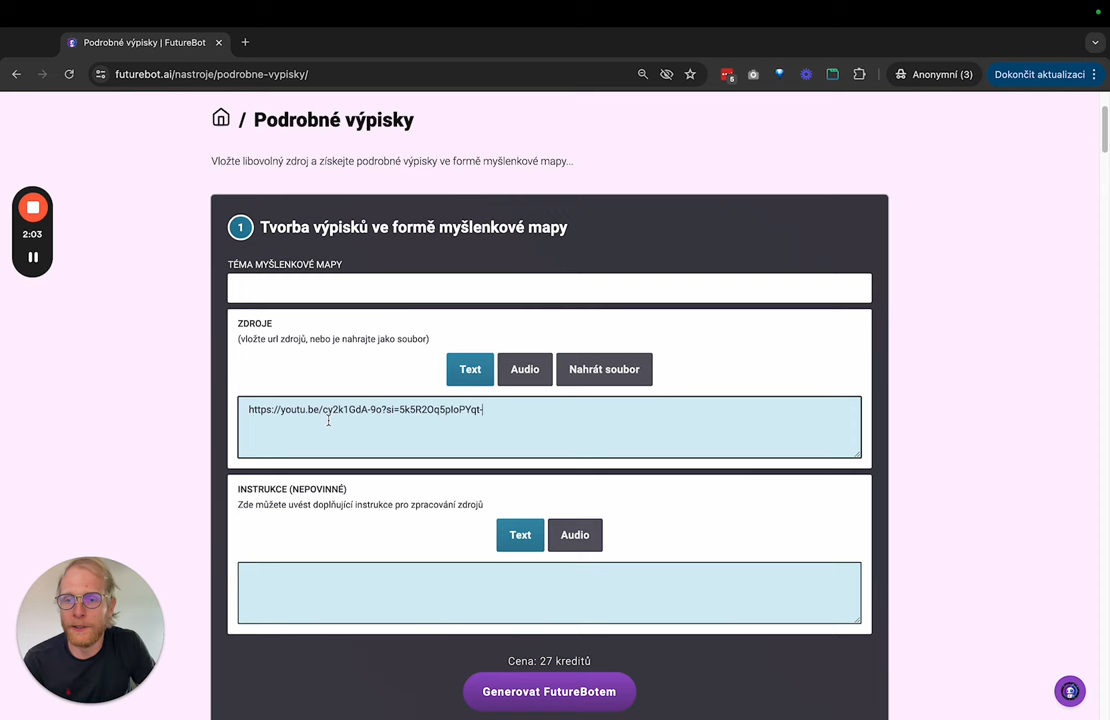 Podrobné výpisky | FutureBot
futurebot.ai/nastroje/podrobne-vypisky/
5
Anonymní (3)
Dokončit aktualizaci
/ Podrobné výpisky
Vložte libovolný zdroj a získejte podrobné výpisky ve formě myšlenkové mapy...
2:03
1 Tvorba výpisků ve formě myšlenkové mapy
TÉMA MYŠLENKOVÉ MAPY
ZDROJE
(vložte url zdrojů, nebo je nahrajte jako soubor)
Text Audio Nahrát soubor
https://youtu.be/cy2k1GdA-9o?si=5k5R2Oq5pIoPYqt-
INSTRUKCE (NEPOVINNÉ)
Zde můžete uvést doplňující instrukce pro zpracování zdrojů
Text Audio
Cena: 27 kreditů
Generovat FutureBotem